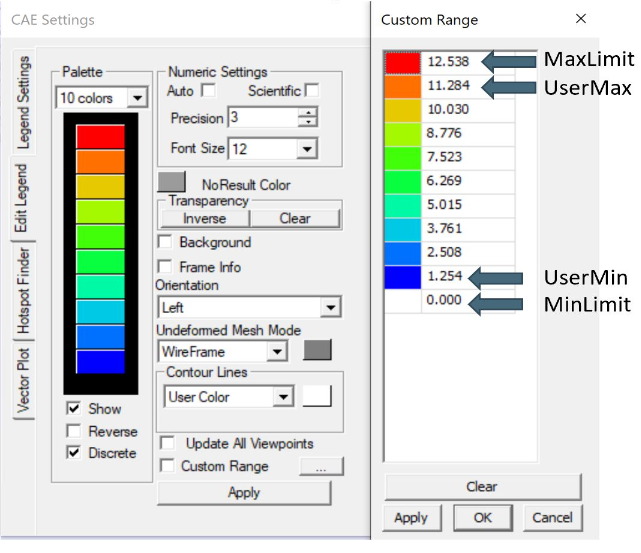 CAE Settings
Legend Settings
Edit Legend
Hotspot Finder
Vector Plot
Palette
10 colors
Show
Reverse
Discrete
Numeric Settings
Auto
Scientific
Precision
3
Font Size
12
NoResult Color
Transparency
Inverse
Clear
Background
Frame Info
Orientation
Left
Undeformed Mesh Mode
WireFrame
Contour Lines
User Color
Update All Viewpoints
Custom Range
...
Apply
Custom Range
12.538
MaxLimit
11.284
UserMax
10.030
8.776
7.523
6.269
5.015
3.761
2.508
1.254
UserMin
0.000
MinLimit
Clear
Apply
OK
Cancel